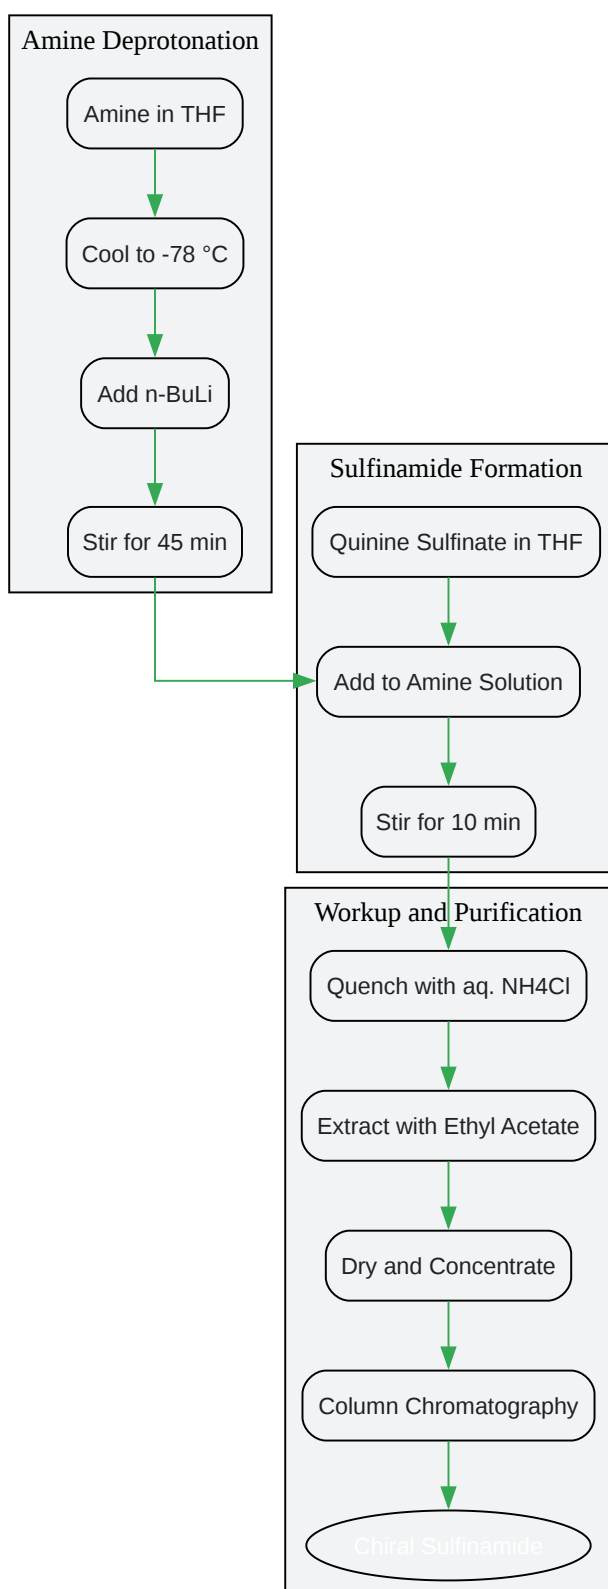 Amine Deprotonation
Amine in THF
Cool to -78 °C
Add n-BuLi
Stir for 45 min
Sulfinamide Formation
Quinine Sulfinate in THF
Add to Amine Solution
Stir for 10 min
Workup and Purification
Quench with aq. NH4Cl
Extract with Ethyl Acetate
Dry and Concentrate
Column Chromatography
Chiral Sulfinamide